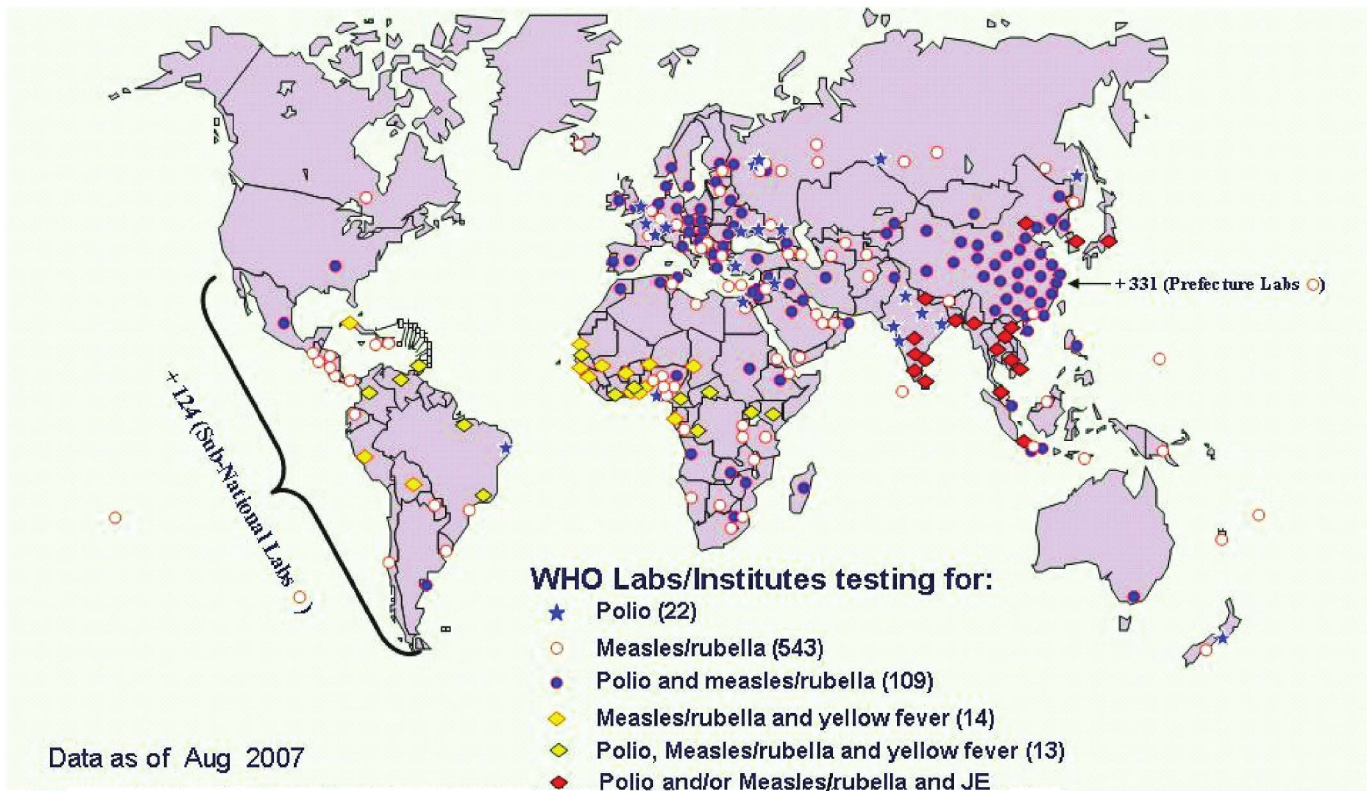 + 331 (Prefecture Labs )
+ 124 (Sub-National Labs )
WHO Labs/Institutes testing for:
Polio (22)
Measles/rubella (543)
Polio and measles/rubella (109)
Measles/rubella and yellow fever (14)
Polio, Measles/rubella and yellow fever (13)
Polio and/or Measles/rubella and JE
Data as of Aug 2007